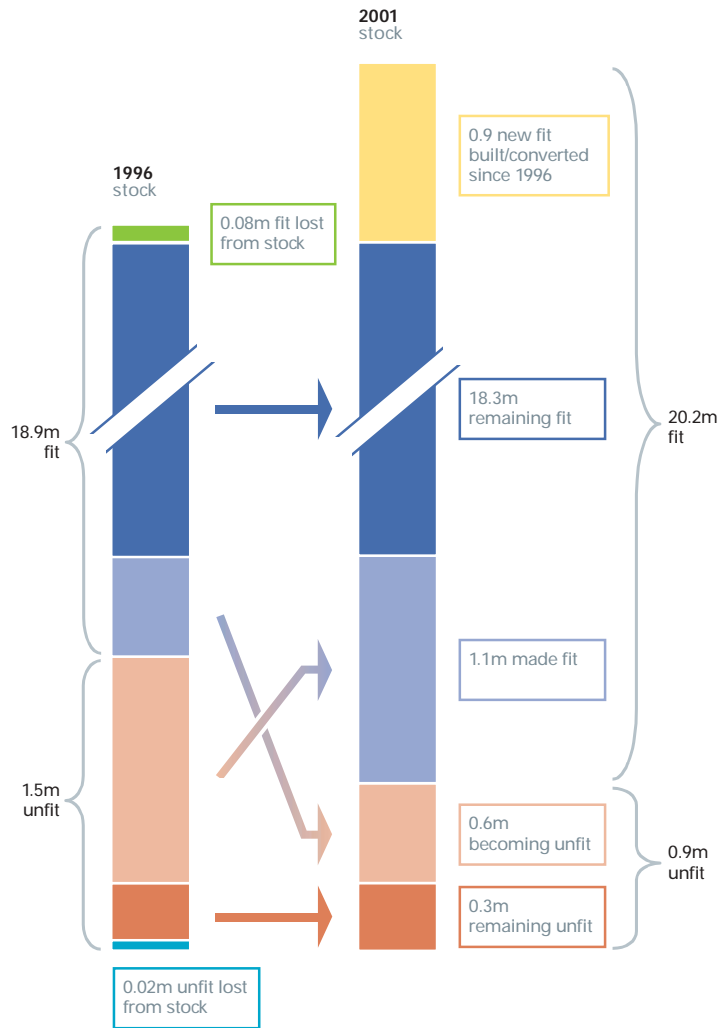 2001
stock
0.9 new fit
built/converted
since 1996
1996
stock
0.08m fit lost
from stock
18.9m
fit
18.3m
remaining fit
20.2m
fit
1.1m made fit
1.5m
unfit
0.6m
becoming unfit
0.9m
unfit
0.3m
remaining unfit
0.02m unfit lost
from stock